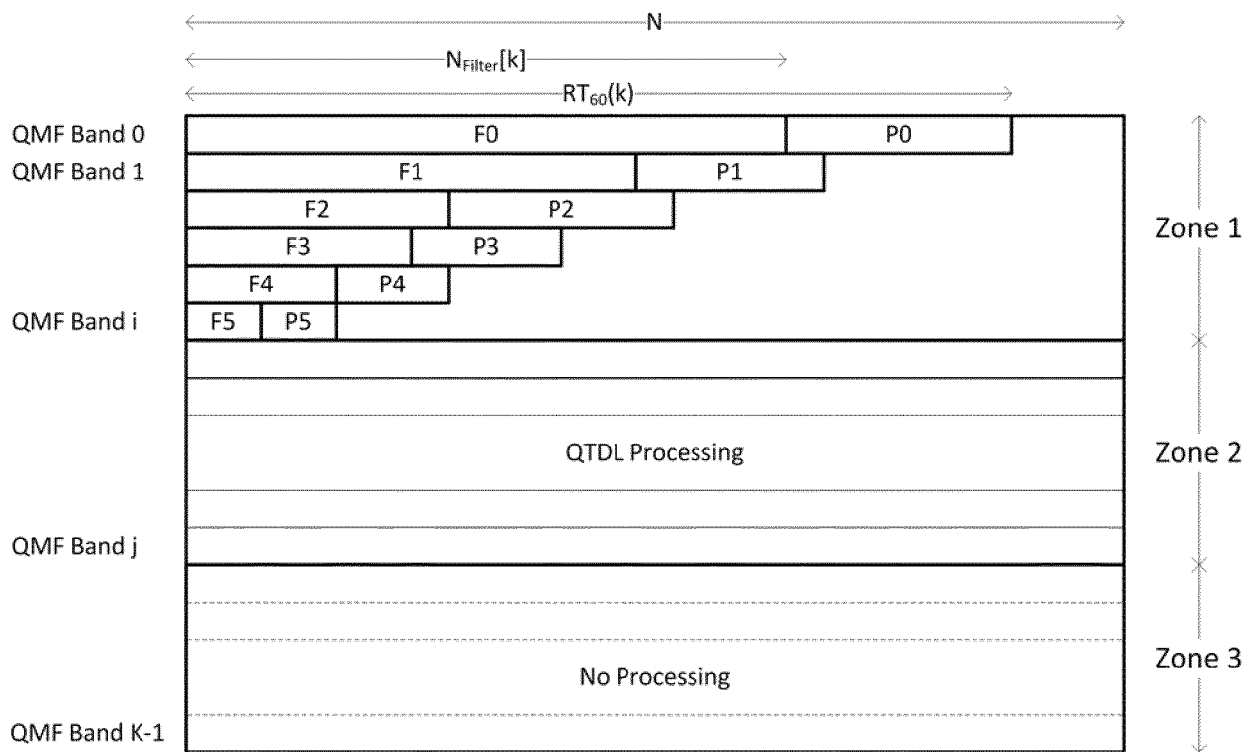 N
N_Filter[k]
RT_60(k)
QMF Band 0 F0 P0
QMF Band 1 F1 P1
F2 P2
F3 P3
Zone 1
F4 P4
QMF Band i F5 P5
QTDL Processing
Zone 2
QMF Band j
No Processing
Zone 3
QMF Band K-1